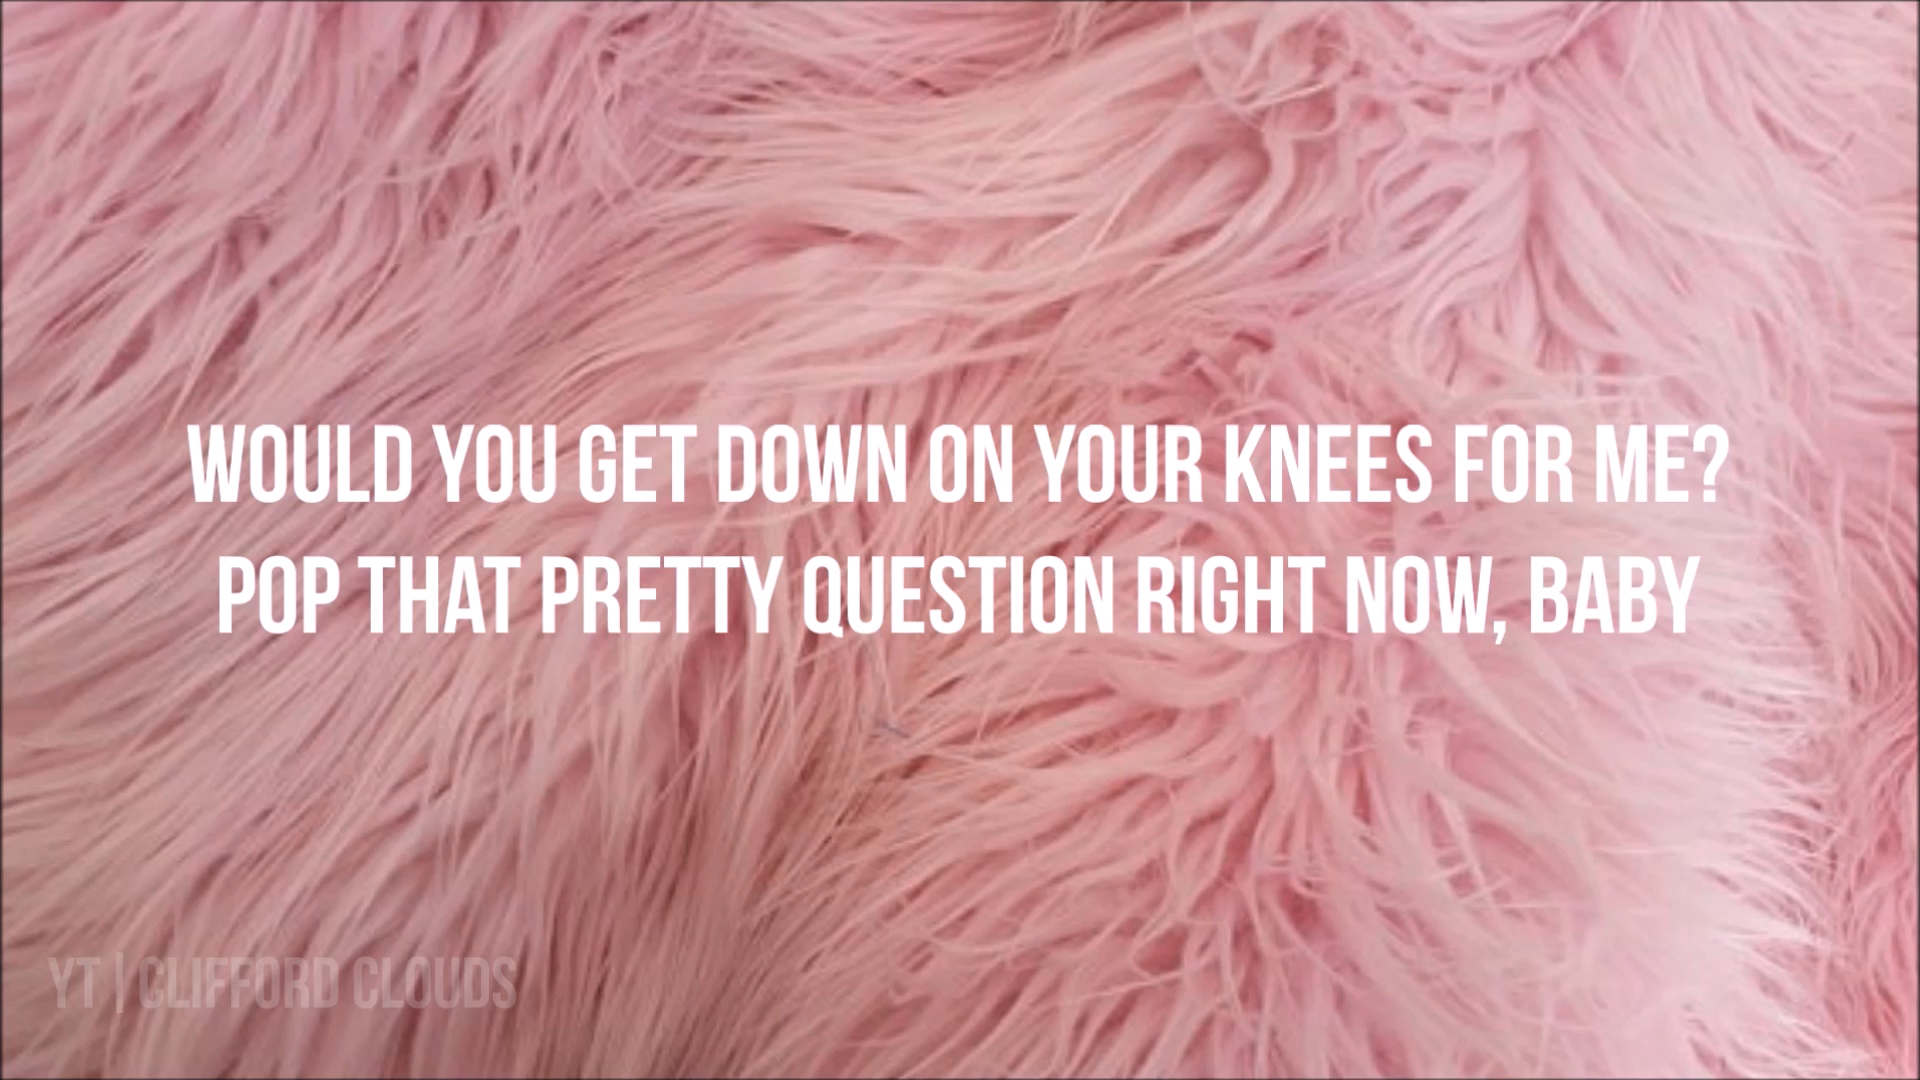 WOULD YOU GET DOWN ON YOUR KNEES FOR ME?
POP THAT PRETTY QUESTION RIGHT NOW, BABY
YT | CLIFFORD CLOUDS